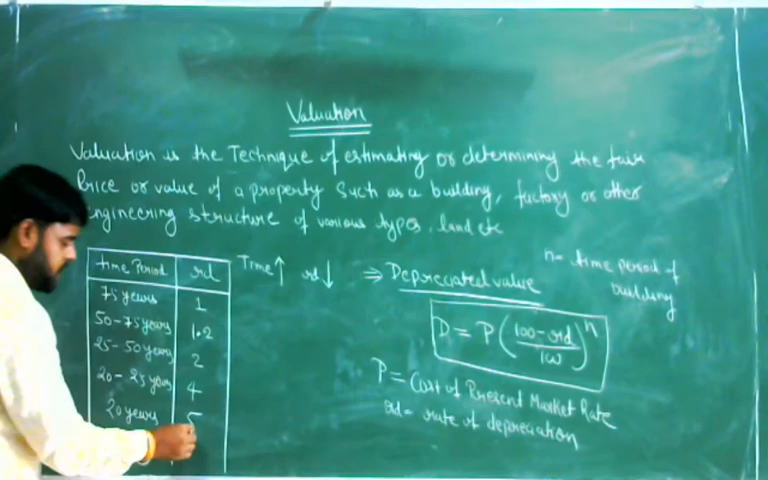 Valuation
Valuation is the Technique of estimating or determining the fair
Price or value of a property Such as a building, factory or other
engineering structure of various types, land etc
Time Period rd
75 years 1
50-75 years 1.2
25-50 years 2
20-25 years 4
20 years 5
Time↑ rd↓ ⇒ Depreciated value
n= time period of
building
D = P(100-rd/100)^n
P = Cost of Present Market Rate
rd= rate of depreciation